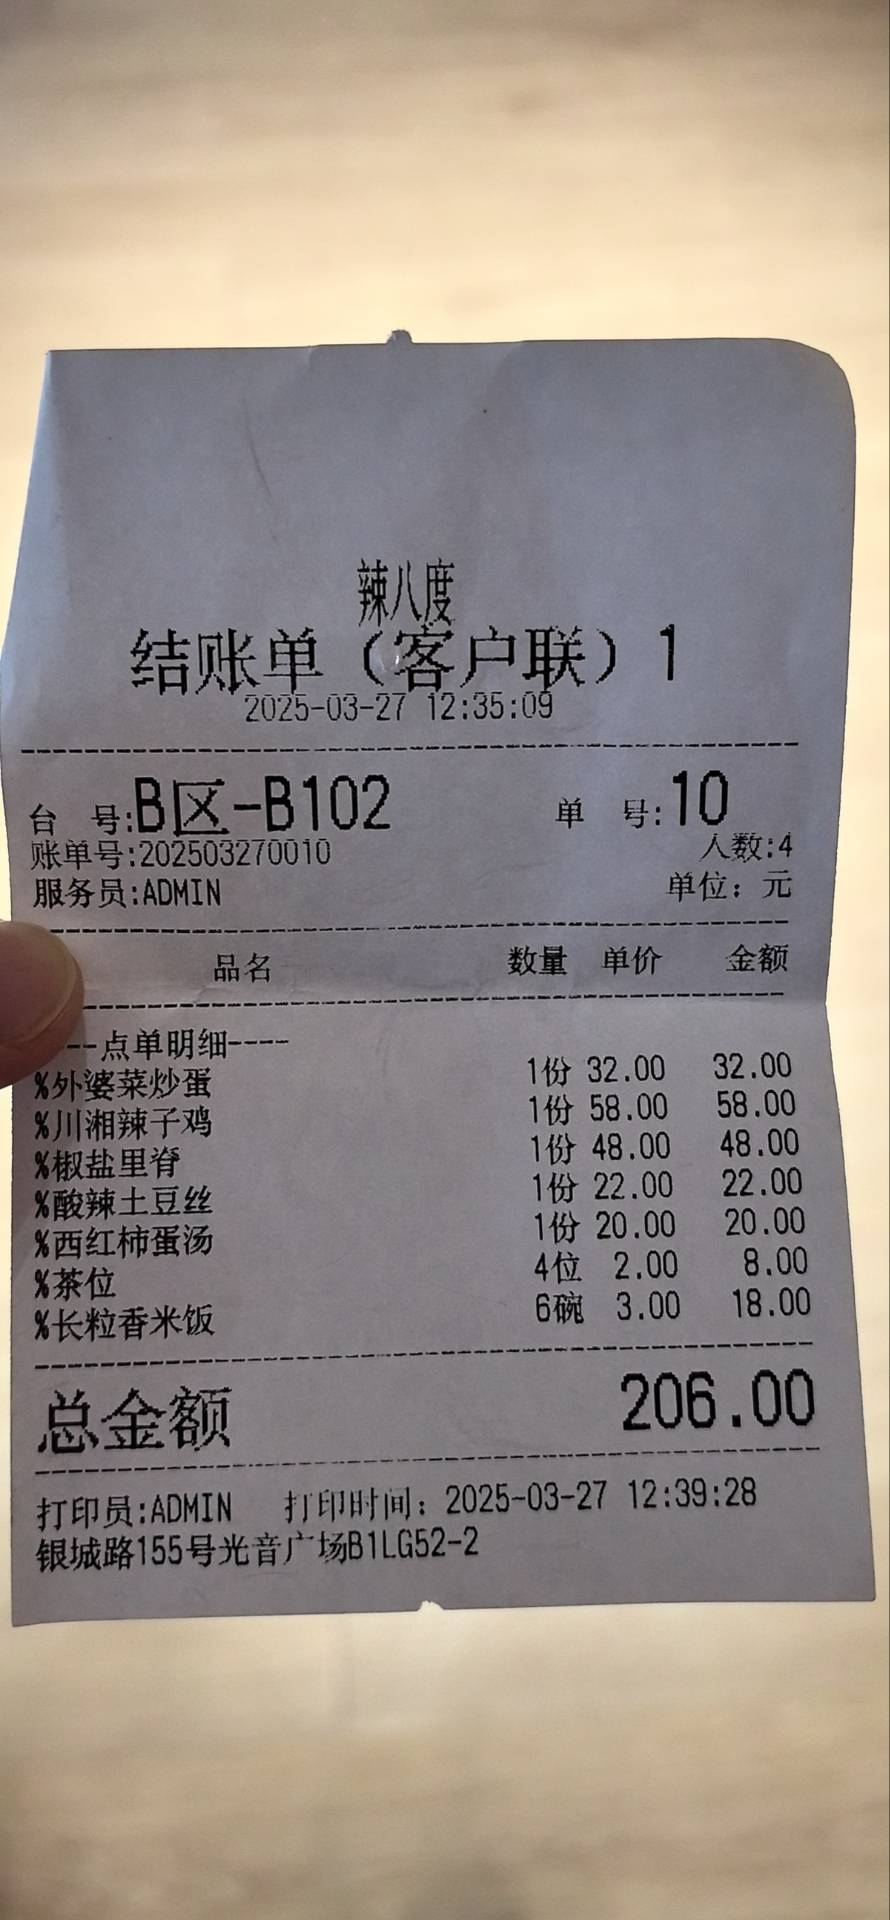 辣八度
结账单（客户联）1
2025-03-27 12:35:09
台 号:B区-B102 单 号:10
账单号:202503270010 人数:4
服务员:ADMIN 单位：元
品名 数量 单价 金额
--点单明细----
%外婆菜炒蛋 1份 32.00 32.00
%川湘辣子鸡 1份 58.00 58.00
%椒盐里脊 1份 48.00 48.00
%酸辣土豆丝 1份 22.00 22.00
%西红柿蛋汤 1份 20.00 20.00
%茶位 4位 2.00 8.00
%长粒香米饭 6碗 3.00 18.00
总金额 206.00
打印员:ADMIN 打印时间：2025-03-27 12:39:28
银城路155号光音广场B1LG52-2